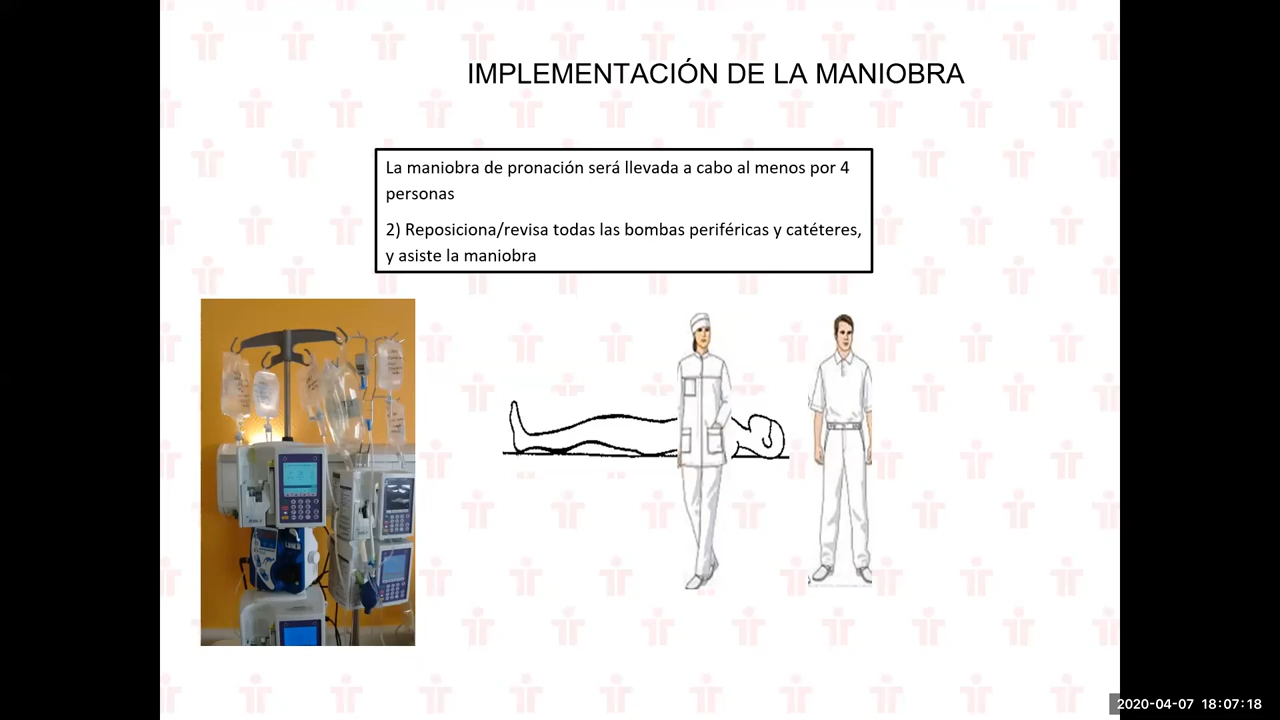 IMPLEMENTACIÓN DE LA MANIOBRA
La maniobra de pronación será llevada a cabo al menos por 4
personas
2) Reposiciona/revisa todas las bombas periféricas y catéteres,
y asiste la maniobra
2020-04-07 18:07:18